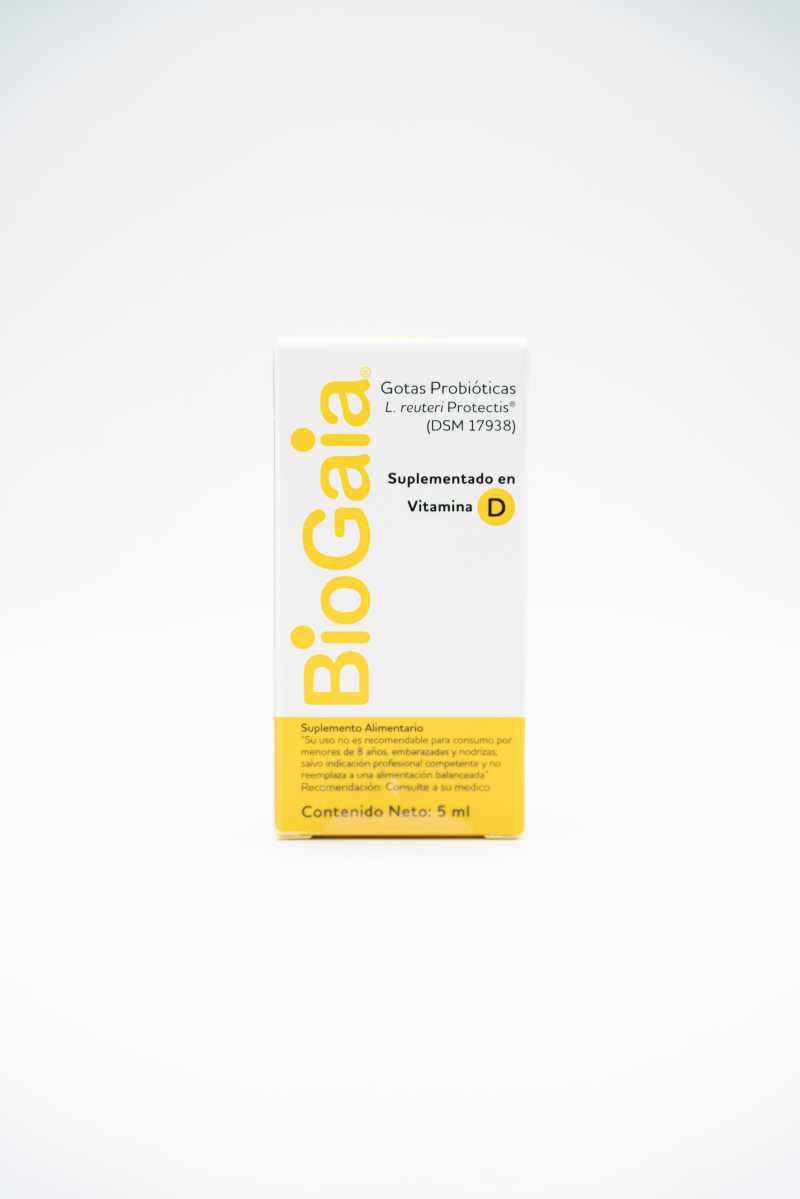 BioGaia®
Gotas Probióticas
L. reuteri Protectis®
(DSM 17938)
Suplementado en
Vitamina D
Suplemento Alimentario
"Su uso no es recomendable para consumo por
menores de 8 años, embarazadas y nodrizas,
salvo indicación profesional competente y no
reemplaza a una alimentación balanceada"
Recomendación: Consulte a su medico
Contenido Neto: 5 ml